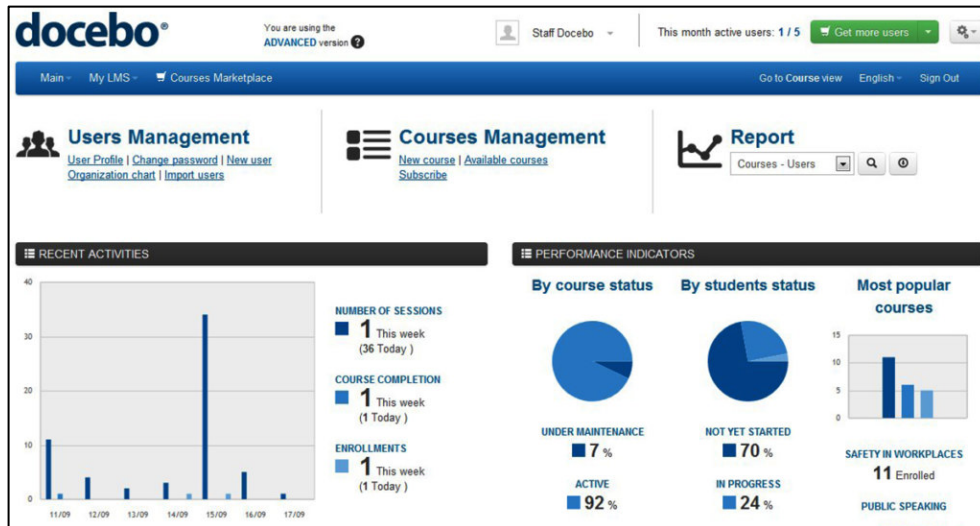 docebo®
You are using the
ADVANCED version ?
Staff Docebo
This month active users: 1 / 5
Get more users
Main
My LMS
Courses Marketplace
Go to Course view
English
Sign Out
Users Management
User Profile | Change password | New user
Organization chart | Import users
Courses Management
New course | Available courses
Subscribe
Report
Courses - Users
RECENT ACTIVITIES
40
30
20
10
0
11/09 12/09 13/09 14/09 15/09 16/09 17/09
NUMBER OF SESSIONS
1 This week
(36 Today )
COURSE COMPLETION
1 This week
(1 Today )
ENROLLMENTS
1 This week
(1 Today )
PERFORMANCE INDICATORS
By course status
UNDER MAINTENANCE
7 %
ACTIVE
92 %
By students status
NOT YET STARTED
70 %
IN PROGRESS
24 %
Most popular
courses
15
10
5
0
SAFETY IN WORKPLACES
11 Enrolled
PUBLIC SPEAKING